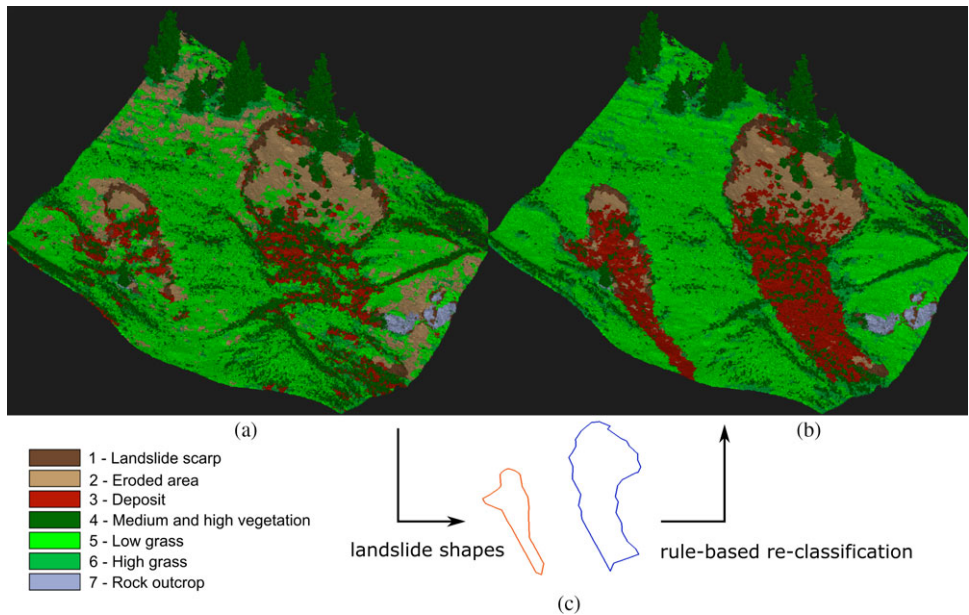 (a)
(b)
1 - Landslide scarp
2 - Eroded area
3 - Deposit
4 - Medium and high vegetation
5 - Low grass
6 - High grass
7 - Rock outcrop
landslide shapes
rule-based re-classification
(c)